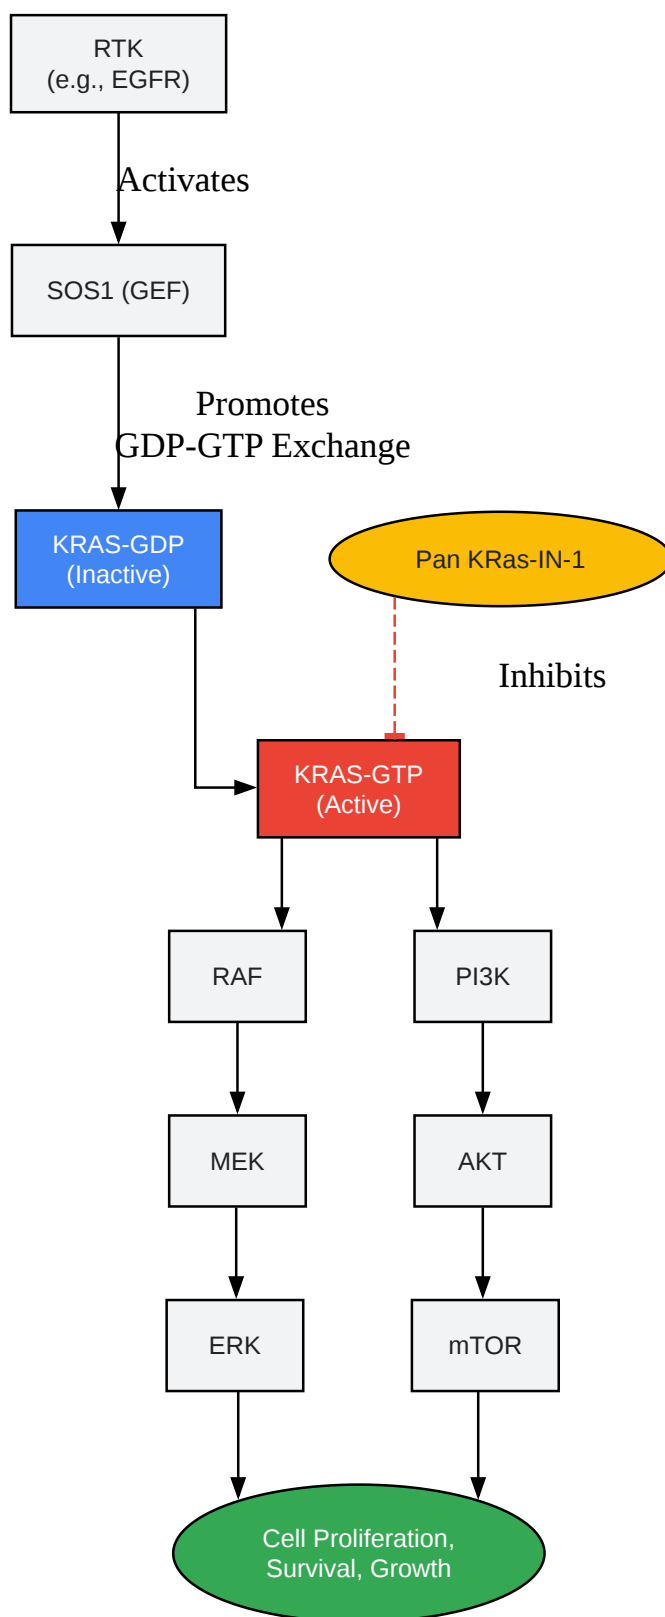 RTK
(e.g., EGFR)
Activates
SOS1 (GEF)
Promotes
GDP-GTP Exchange
KRAS-GDP
(Inactive)
Pan KRas-IN-1
Inhibits
KRAS-GTP
(Active)
RAF
PI3K
MEK
AKT
ERK
mTOR
Cell Proliferation,
Survival, Growth